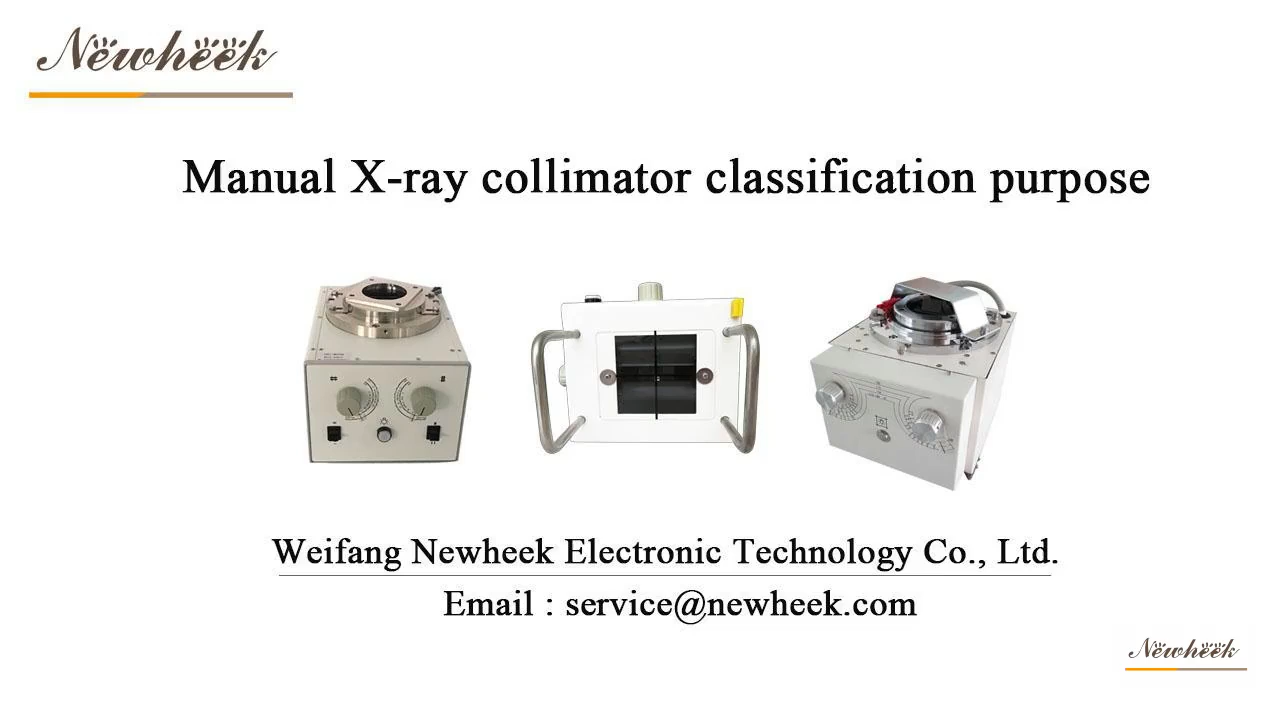 Newheek
Manual X-ray collimator classification purpose
Weifang Newheek Electronic Technology Co., Ltd.
Email : service@newheek.com
Newheek